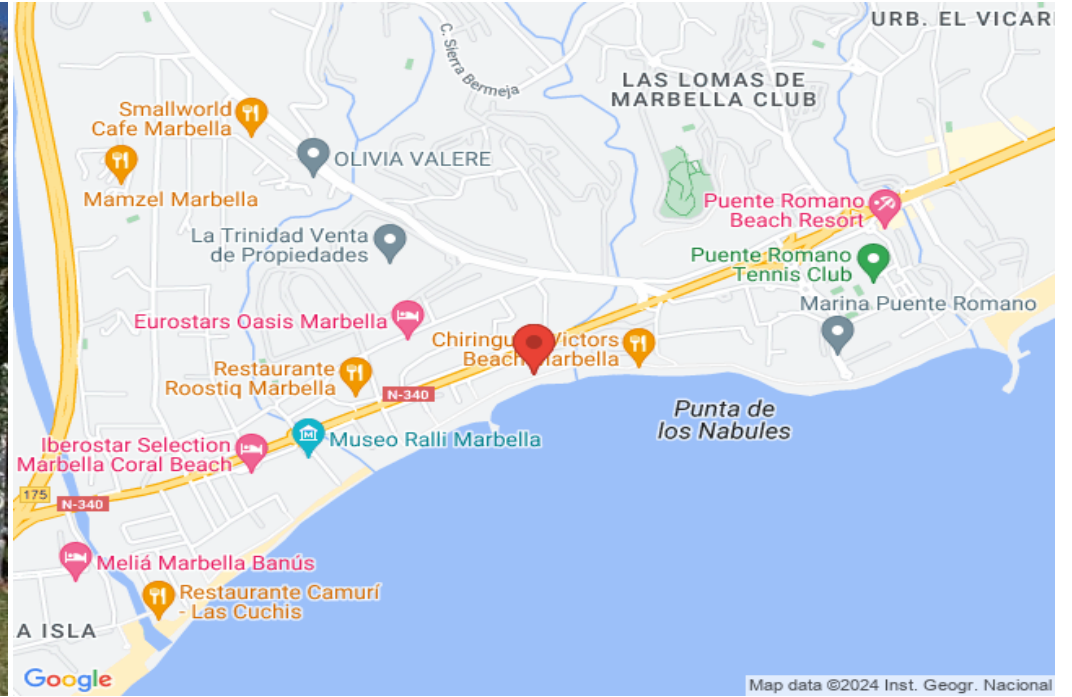 URB. EL VICARI
C. Sierra Bermeja
LAS LOMAS DE
MARBELLA CLUB
Smallworld
Cafe Marbella
OLIVIA VALERE
Mamzel Marbella
Puente Romano
Beach Resort
La Trinidad Venta
de Propiedades
Puente Romano
Tennis Club
Marina Puente Romano
Eurostars Oasis Marbella
Victors
Beach Marbella
Restaurante
Roostiq Marbella
N-340
Punta de
los Nabules
Museo Ralli Marbella
Iberostar Selection
Marbella Coral Beach
175
N-340
Meliá Marbella Banús
Restaurante Camurí
- Las Cuchis
A ISLA
Google
Map data ©2024 Inst. Geogr. Nacional